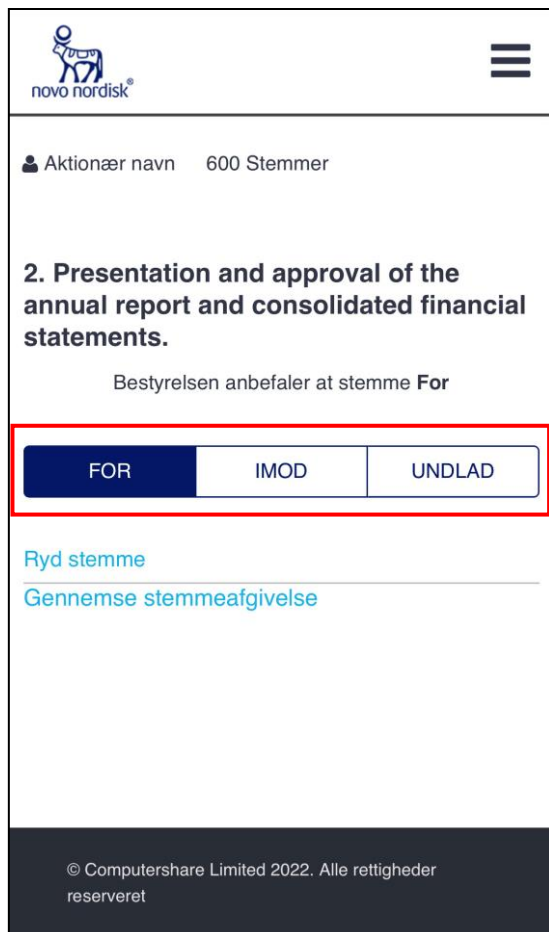 novo nordisk®
Aktionær navn 600 Stemmer
2. Presentation and approval of the
annual report and consolidated financial
statements.
Bestyrelsen anbefaler at stemme For
FOR IMOD UNDLAD
Ryd stemme
Gennemse stemmeafgivelse
© Computershare Limited 2022. Alle rettigheder
reserveret